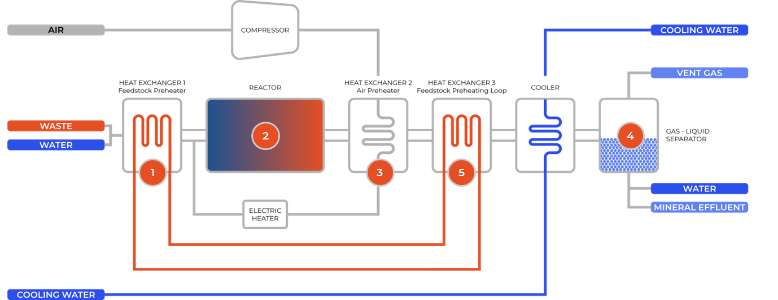 AIR
COMPRESSOR
COOLING WATER
VENT GAS
HEAT EXCHANGER 1
Feedstock Preheater
REACTOR
HEAT EXCHANGER 2
Air Preheater
HEAT EXCHANGER 3
Feedstock Preheating Loop
COOLER
WASTE
WATER
2
4
GAS - LIQUID
SEPARATOR
1
3
5
WATER
MINERAL EFFLUENT
ELECTRIC
HEATER
COOLING WATER